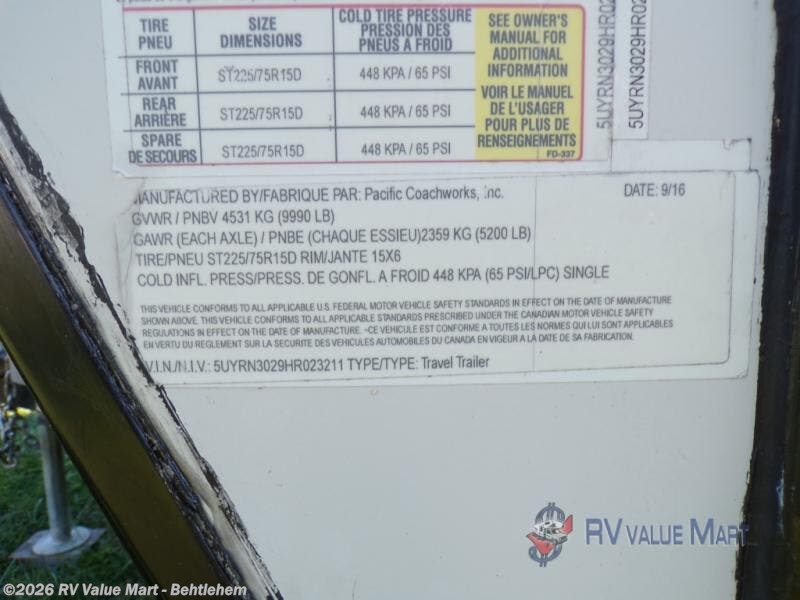 TIRE SIZE COLD TIRE PRESSURE
PNEU DIMENSIONS PRESSION DES PNEUS À FROID
FRONT AVANT ST225/75R15D 448 KPA / 65 PSI
REAR ARRIÈRE ST225/75R15D 448 KPA / 65 PSI
SPARE DE SECOURS ST225/75R15D 448 KPA / 65 PSI
SEE OWNER'S
MANUAL FOR
ADDITIONAL
INFORMATION
VOIR LE MANUEL
DE L'USAGER
POUR PLUS DE
RENSEIGNEMENTS
FD-337
5UYRN3029HR02
5UYRN3029HR02
MANUFACTURED BY/FABRIQUE PAR: Pacific Coachworks, Inc. DATE: 9/16
GVWR / PNBV 4531 KG (9990 LB)
GAWR (EACH AXLE) / PNBE (CHAQUE ESSIEU)2359 KG (5200 LB)
TIRE/PNEU ST225/75R15D RIM/JANTE 15X6
COLD INFL. PRESS/PRESS. DE GONFL. A FROID 448 KPA (65 PSI/LPC) SINGLE
THIS VEHICLE CONFORMS TO ALL APPLICABLE U.S. FEDERAL MOTOR VEHICLE SAFETY STANDARDS IN EFFECT ON THE DATE OF MANUFACTURE
SHOWN ABOVE. THIS VEHICLE CONFORMS TO ALL APPLICABLE STANDARDS PRESCRIBED UNDER THE CANADIAN MOTOR VEHICLE SAFETY
REGULATIONS IN EFFECT ON THE DATE OF MANUFACTURE. -CE VEHICULE EST CONFORME A TOUTES LES NORMES QUI LUI SONT APPLICABLES
EN VERTU DU REGLEMENT SUR LA SECURITE DES VEHICULES AUTOMOBILES DU CANADA EN VIGEUR A LA DATE DE SA FABRICATION.
V.I.N./N.I.V.: 5UYRN3029HR023211 TYPE/TYPE: Travel Trailer
RV VALUE MART
©2026 RV Value Mart - Behtlehem